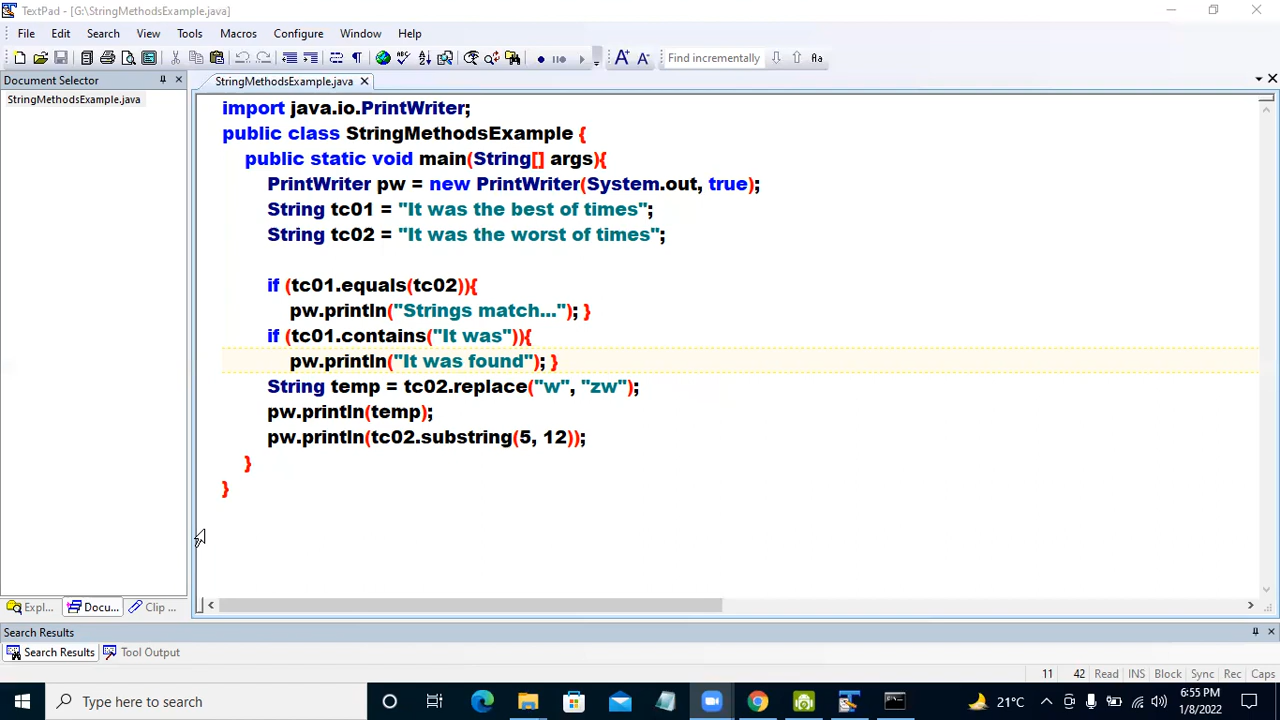 TextPad - [G:\StringMethodsExample.java]
File Edit Search View Tools Macros Configure Window Help
Find incrementally
Document Selector
StringMethodsExample.java
StringMethodsExample.java
import java.io.PrintWriter;
public class StringMethodsExample {
public static void main(String[] args){
PrintWriter pw = new PrintWriter(System.out, true);
String tc01 = "It was the best of times";
String tc02 = "It was the worst of times";
if (tc01.equals(tc02)){
pw.println("Strings match..."); }
if (tc01.contains("It was")){
pw.println("It was found"); }
String temp = tc02.replace("w", "zw");
pw.println(temp);
pw.println(tc02.substring(5, 12));
}
}
Expl... Docu... Clip ...
Search Results
Search Results Tool Output
11 42 Read INS Block Sync Rec Caps
Type here to search
21°C
6:55 PM
1/8/2022